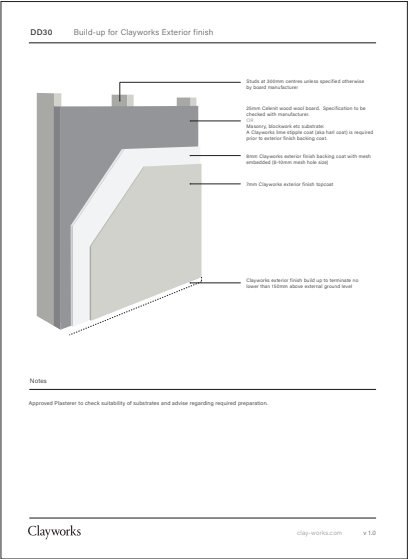 DD30 Build-up for Clayworks Exterior finish
Studs at 300mm centres unless specified otherwise
by board manufacturer
25mm Celenit wood wool board. Specification to be
checked with manufacturer.
OR
Masonry, blockwork etc substrate
A Clayworks lime stipple coat (aka harl coat) is required
prior to exterior finish backing coat.
8mm Clayworks exterior finish backing coat with mesh
embedded (8-10mm mesh hole size)
7mm Clayworks exterior finish topcoat
Clayworks exterior finish build up to terminate no
lower than 150mm above external ground level
Notes
Approved Plasterer to check suitability of substrates and advise regarding required preparation.
Clayworks clay-works.com v 1.0